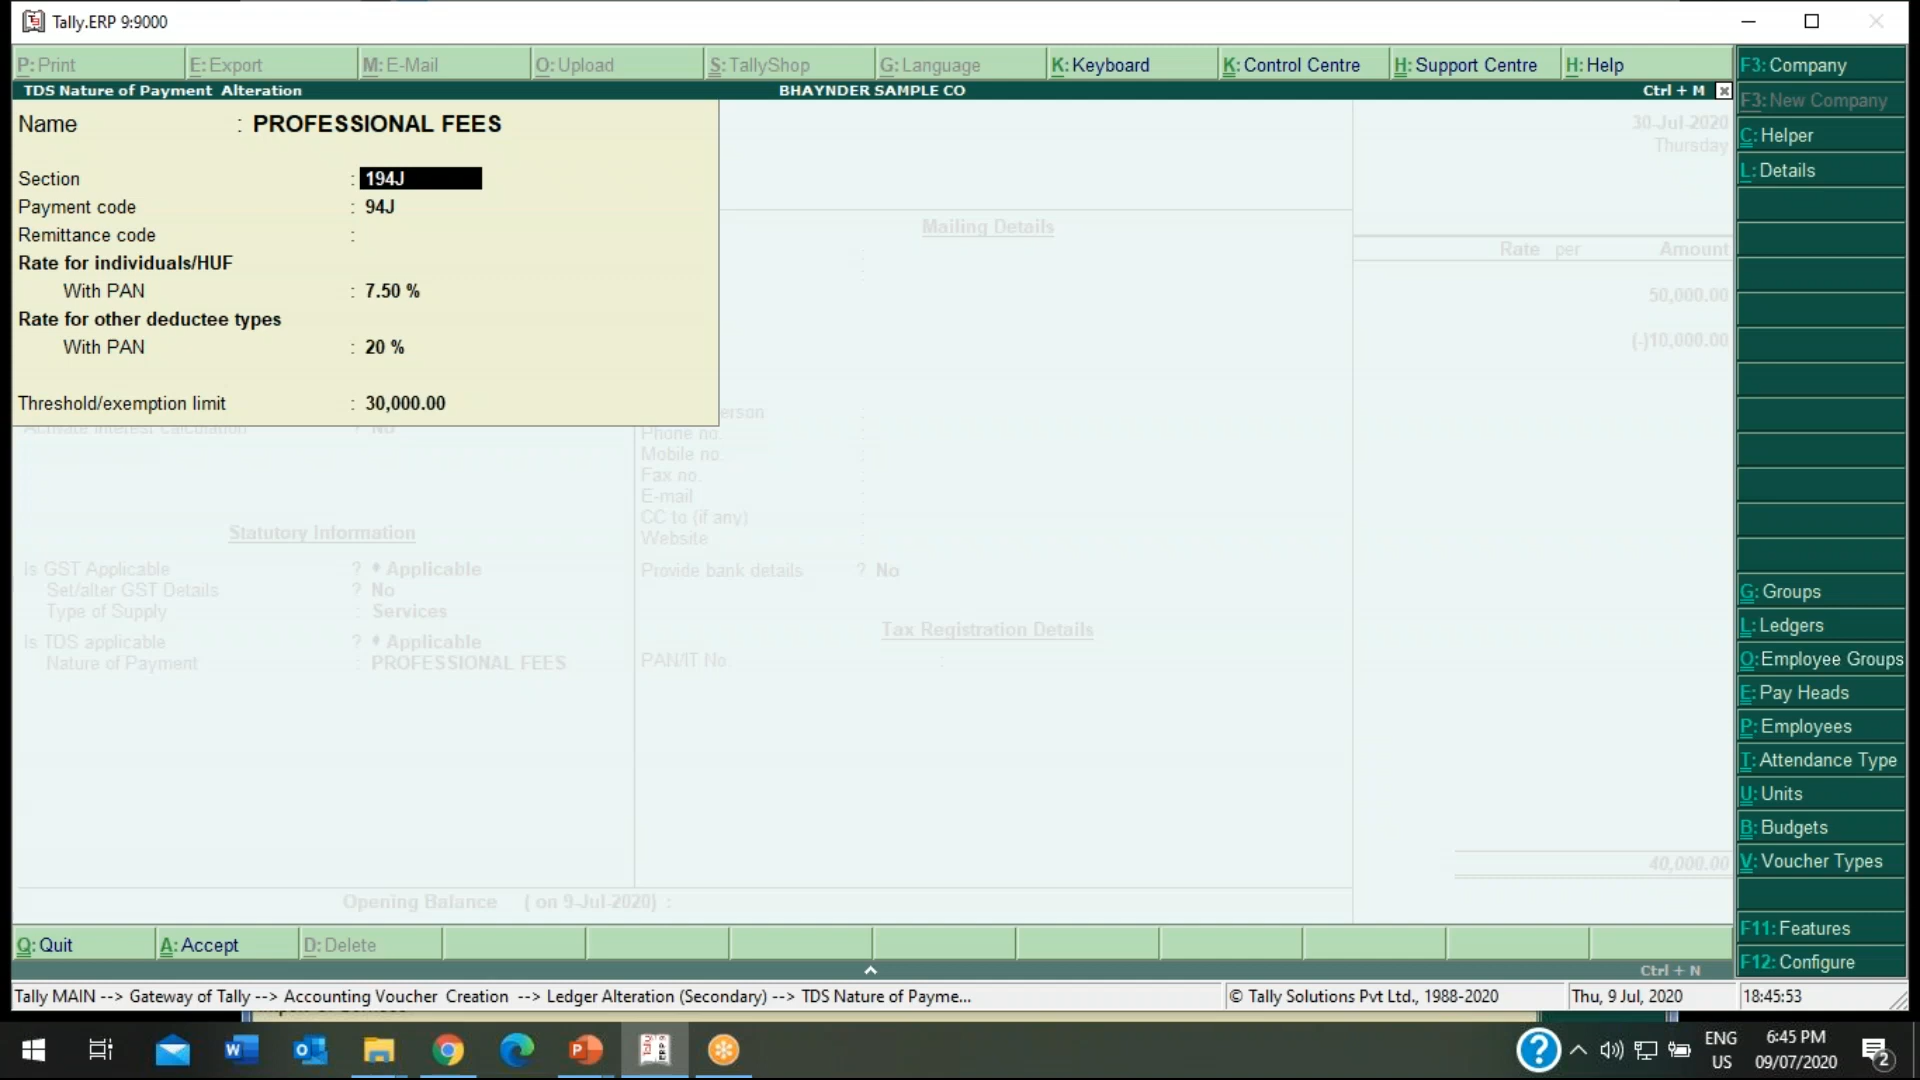 Tally.ERP 9:9000
P: Print E: Export M: E-Mail O: Upload S: TallyShop G: Language K: Keyboard K: Control Centre H: Support Centre H: Help
TDS Nature of Payment Alteration BHAYNDER SAMPLE CO Ctrl + M
Name : PROFESSIONAL FEES
Section : 194J
Payment code : 94J
Remittance code :
Rate for individuals/HUF
With PAN : 7.50 %
Rate for other deductee types
With PAN : 20 %
Threshold/exemption limit : 30,000.00
30-Jul-2020
Thursday
Mailing Details
Rate per Amount
50,000.00
(-)10,000.00
Activate Interest Calculation ? No
erson :
Phone no. :
Mobile no. :
Fax no. :
E-mail :
CC to (if any) :
Website :
Statutory Information
Is GST Applicable ? ♦ Applicable
Set/alter GST Details ? No
Type of Supply : Services
Is TDS applicable ? ♦ Applicable
Nature of Payment : PROFESSIONAL FEES
Provide bank details ? No
Tax Registration Details
PAN/IT No. :
40,000.00
Opening Balance ( on 9-Jul-2020) :
F3: Company
F3: New Company
C: Helper
L: Details
G: Groups
L: Ledgers
O: Employee Groups
E: Pay Heads
P: Employees
T: Attendance Type
U: Units
B: Budgets
V: Voucher Types
F11: Features
F12: Configure
Q: Quit A: Accept D: Delete
Ctrl + N
Tally MAIN --> Gateway of Tally --> Accounting Voucher Creation --> Ledger Alteration (Secondary) --> TDS Nature of Payme... © Tally Solutions Pvt Ltd., 1988-2020 Thu, 9 Jul, 2020 18:45:53
ENG
US
6:45 PM
09/07/2020
2